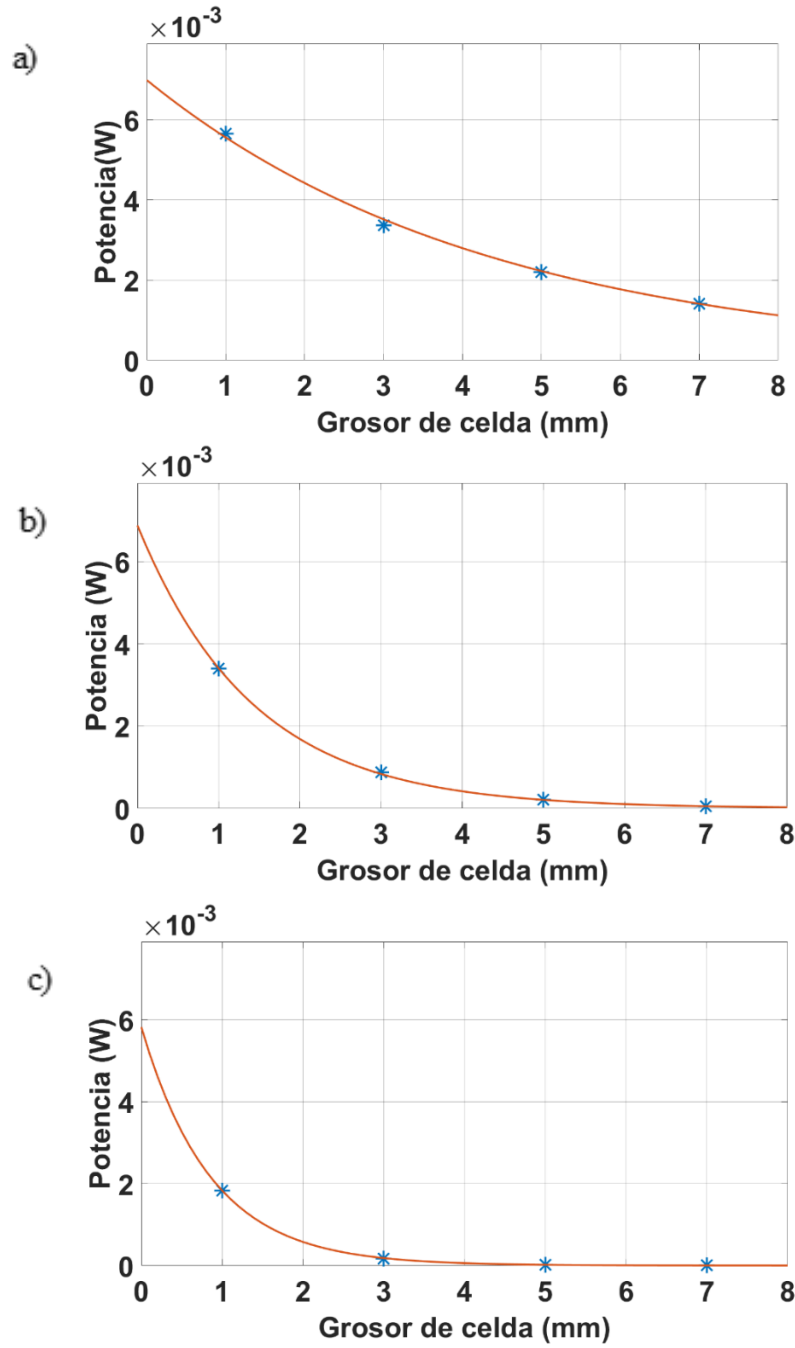 ×10-3
a)
6
4
2
0
Potencia(W)
0 1 2 3 4 5 6 7 8
Grosor de celda (mm)
×10-3
b)
6
4
2
0
Potencia (W)
0 1 2 3 4 5 6 7 8
Grosor de celda (mm)
×10-3
c)
6
4
2
0
Potencia (W)
0 1 2 3 4 5 6 7 8
Grosor de celda (mm)